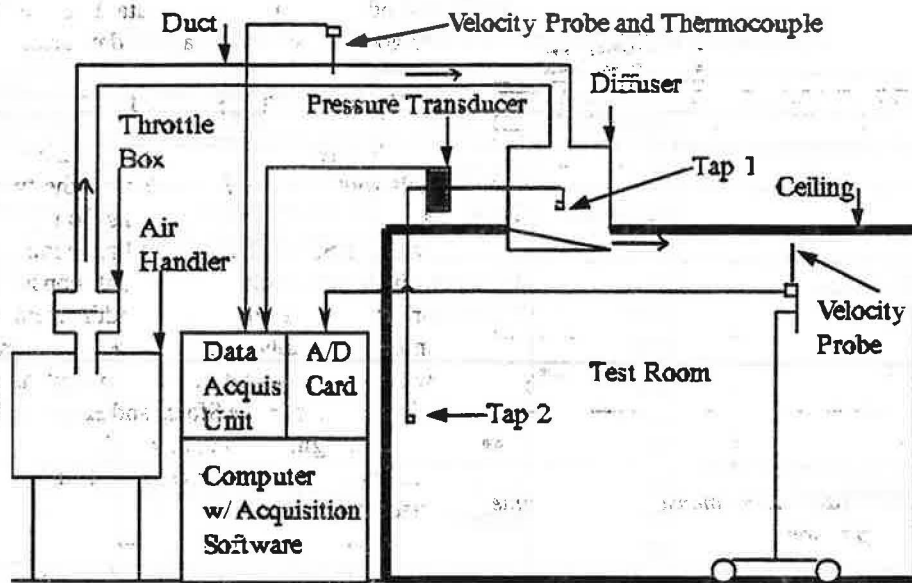 Duct
Velocity Probe and Thermocouple
Diffuser
Pressure Transducer
Throttle
Box
Tap 1
Ceiling
Air
Handler
Velocity
Probe
Data
Acquis
Unit
A/D
Card
Test Room
Tap 2
Computer
w/ Acquisition
Software